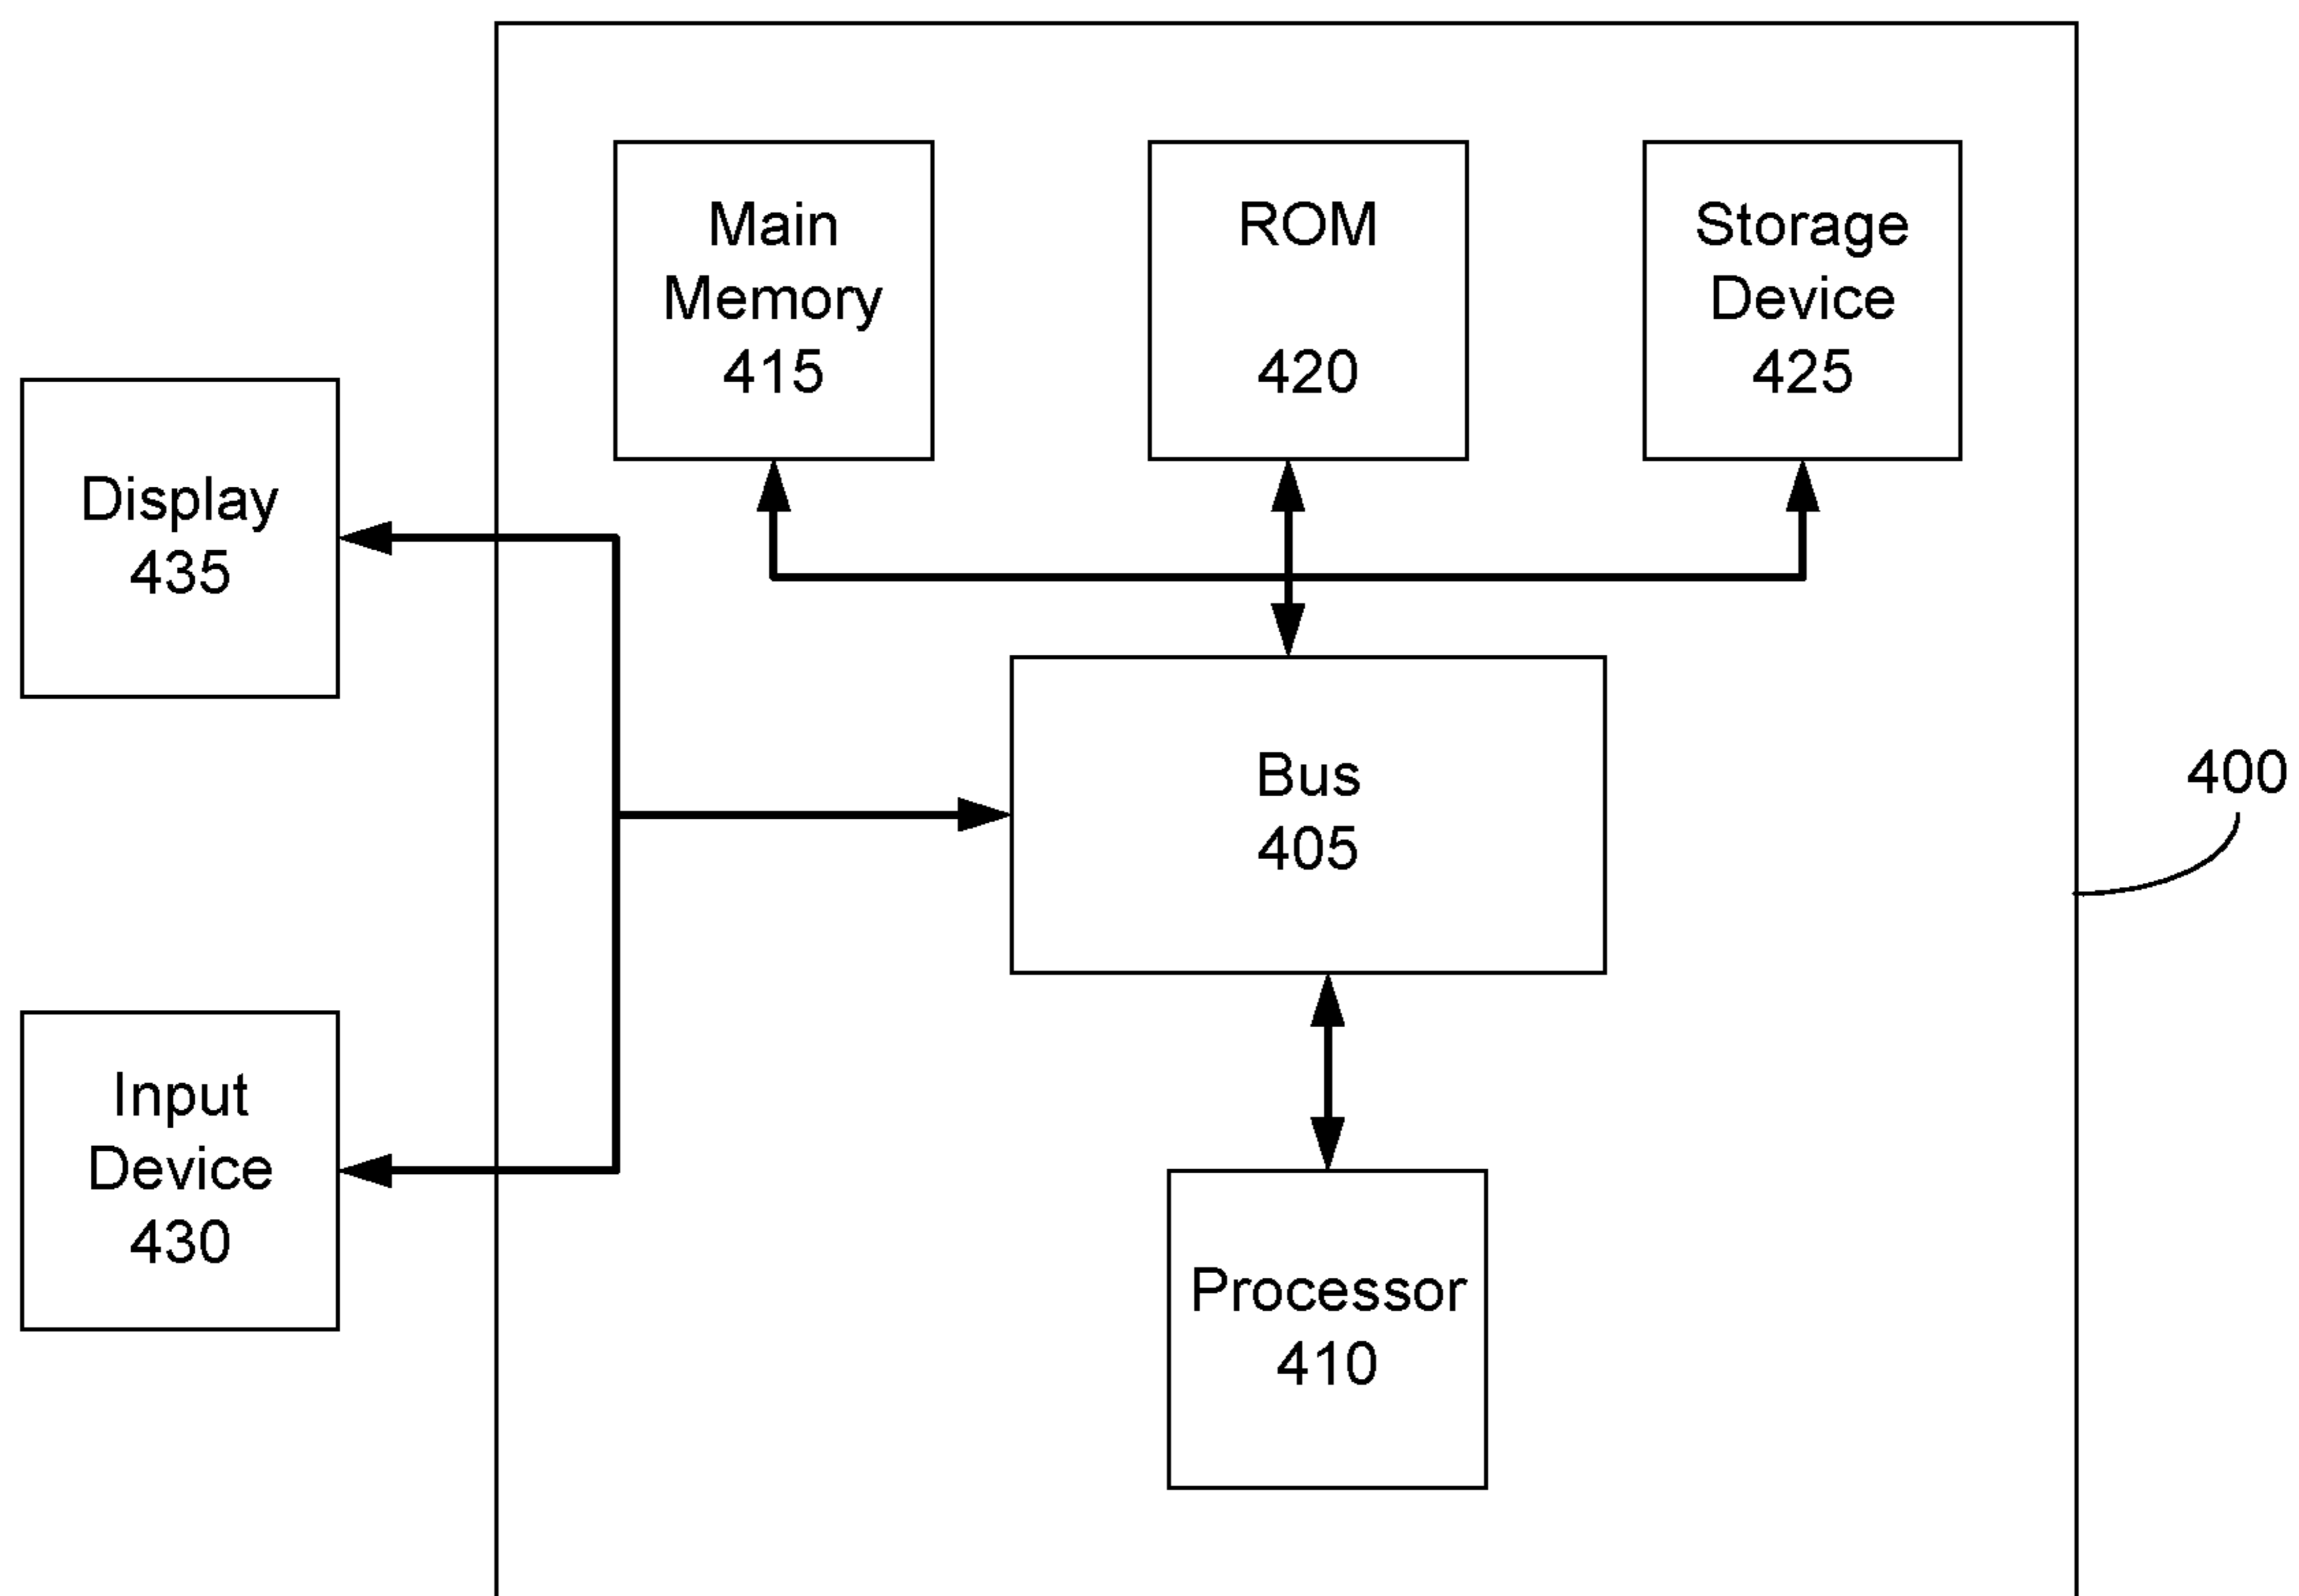 Main
Memory
415
ROM
420
Storage
Device
425
Display
435
Bus
405
400
Input
Device
430
Processor
410